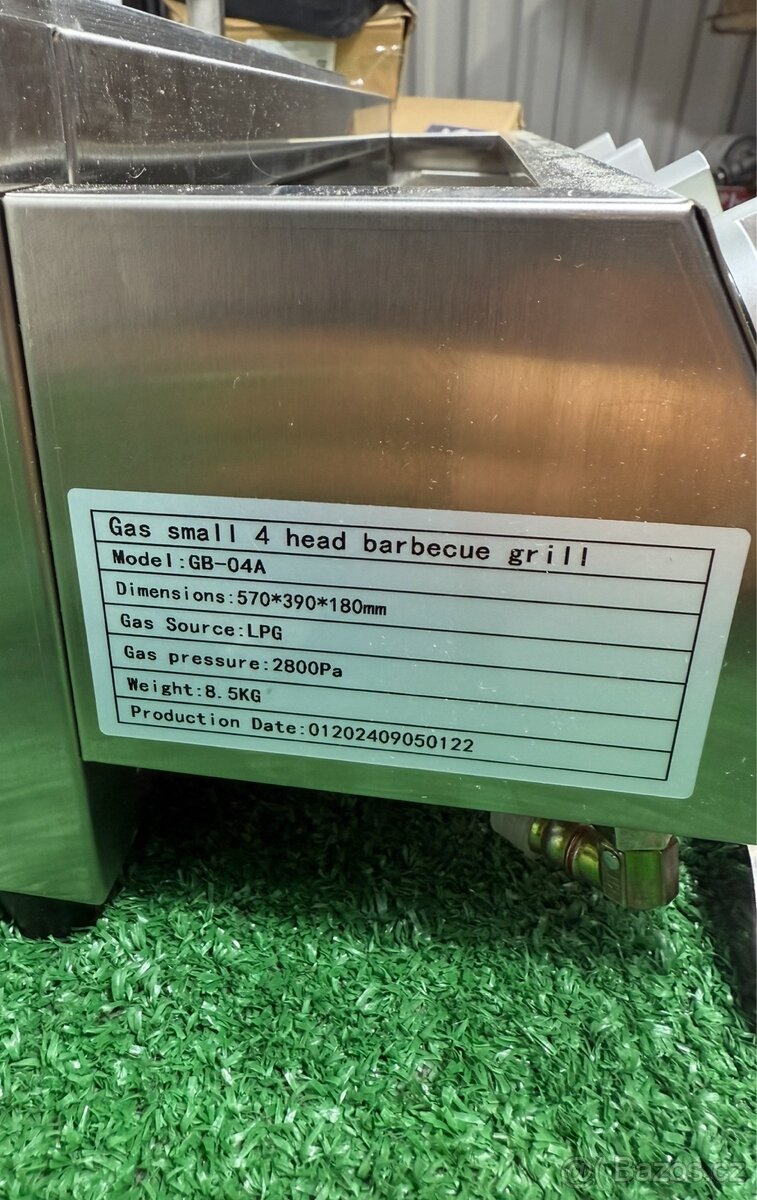 Gas small 4 head barbecue grill
Model:GB-04A
Dimensions:570*390*180mm
Gas Source:LPG
Gas pressure:2800Pa
Weight:8.5KG
Production Date:01202409050122
Bazos.cz